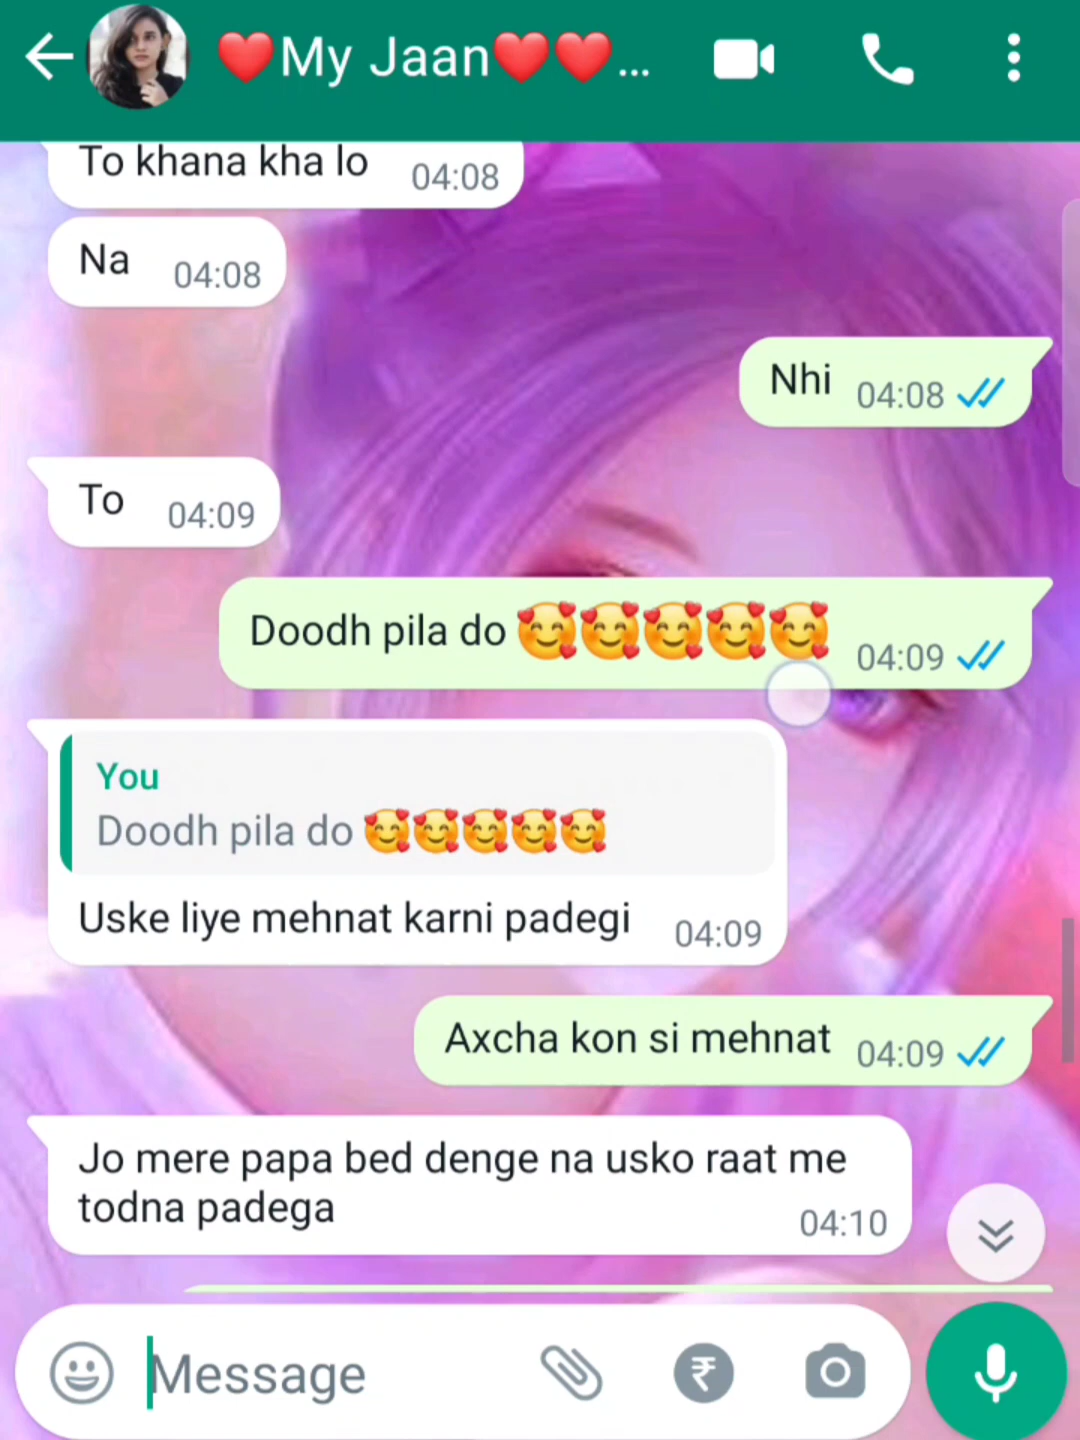 ❤️My Jaan❤️❤️...
To khana kha lo 04:08
Na 04:08
Nhi 04:08
To 04:09
Doodh pila do 🥰🥰🥰🥰🥰 04:09
You
Doodh pila do 🥰🥰🥰🥰🥰
Uske liye mehnat karni padegi 04:09
Axcha kon si mehnat 04:09
Jo mere papa bed denge na usko raat me
todna padega 04:10
Message